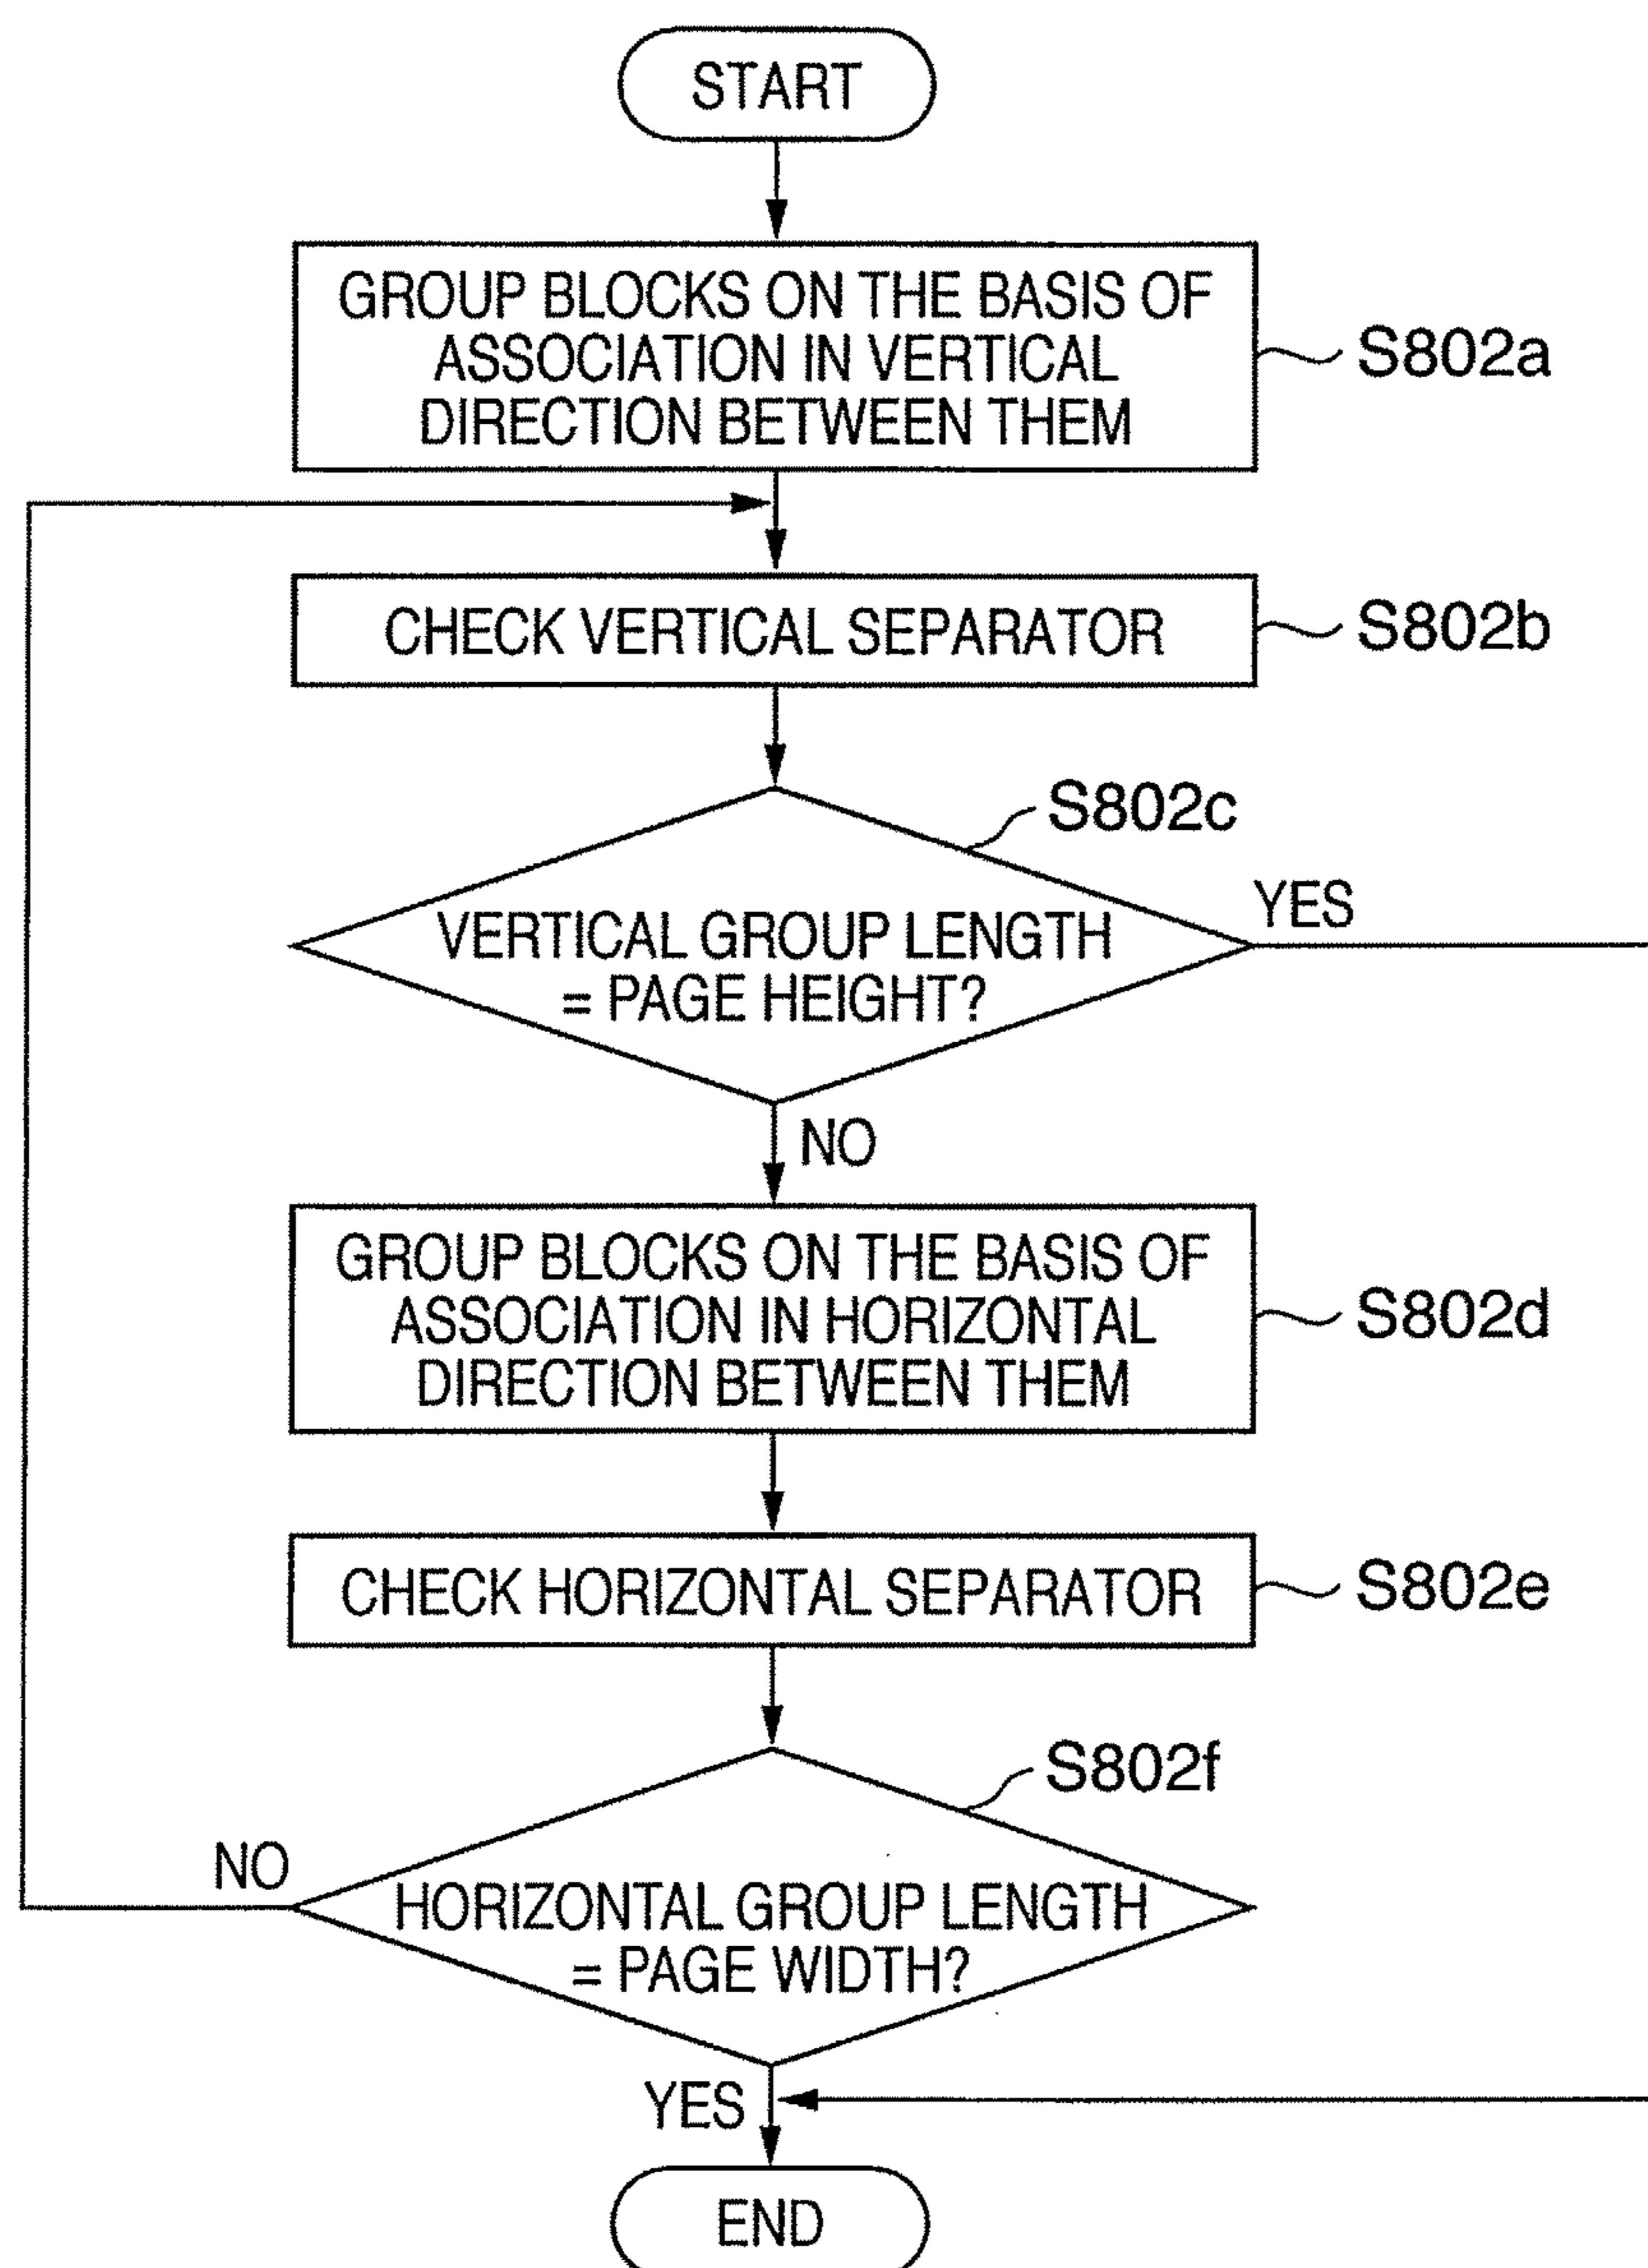 START
GROUP BLOCKS ON THE BASIS OF
ASSOCIATION IN VERTICAL
DIRECTION BETWEEN THEM
S802a
CHECK VERTICAL SEPARATOR
S802b
S802c
VERTICAL GROUP LENGTH
= PAGE HEIGHT?
YES
NO
GROUP BLOCKS ON THE BASIS OF
ASSOCIATION IN HORIZONTAL
DIRECTION BETWEEN THEM
S802d
CHECK HORIZONTAL SEPARATOR
S802e
S802f
NO
HORIZONTAL GROUP LENGTH
= PAGE WIDTH?
YES
END